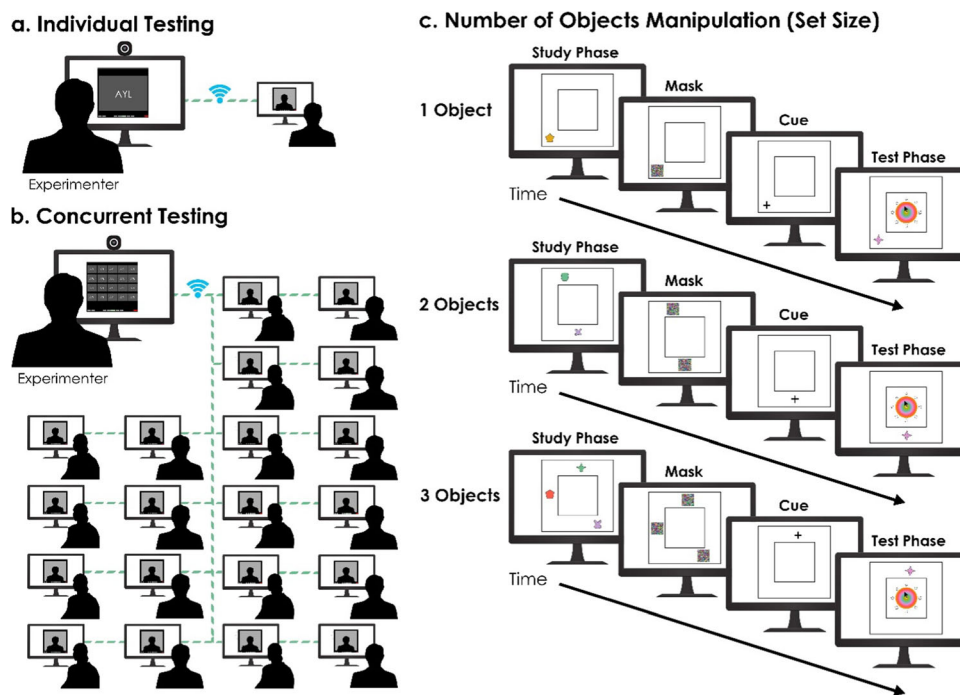 a. Individual Testing
AYL
Experimenter
b. Concurrent Testing
Experimenter
c. Number of Objects Manipulation (Set Size)
Study Phase
1 Object
Mask
Cue
Test Phase
Time
Study Phase
2 Objects
Mask
Cue
Test Phase
Time
Study Phase
3 Objects
Mask
Cue
Test Phase
Time